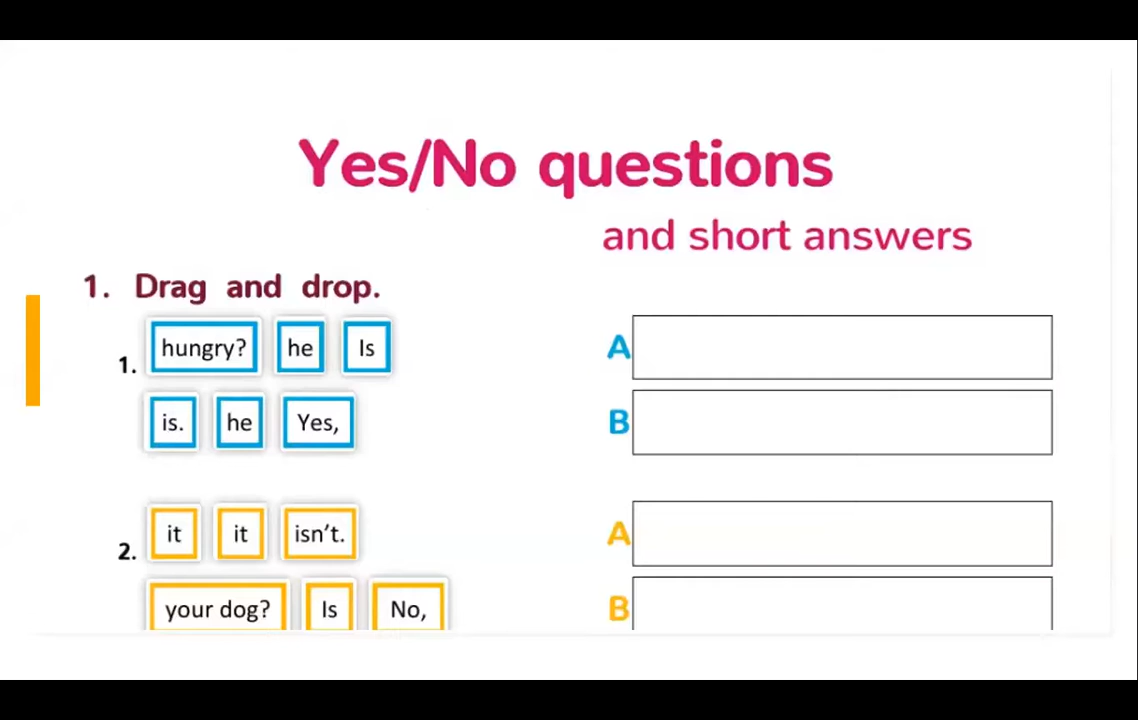 Yes/No questions
and short answers
1. Drag and drop.
1. hungry? he Is
A
is. he Yes,
B
2. it it isn't.
A
your dog? Is No,
B